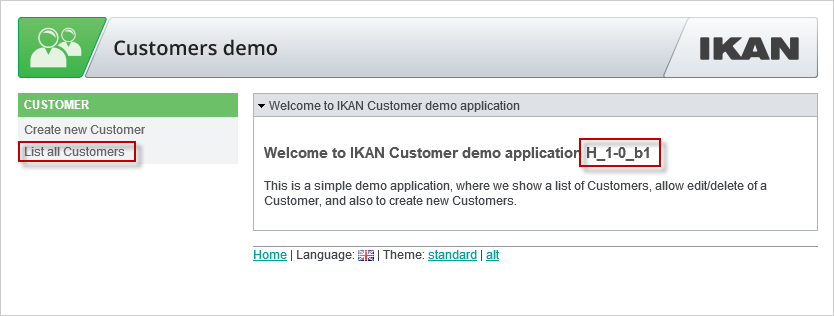 Customers demo
IKAN
CUSTOMER
Create new Customer
List all Customers
Welcome to IKAN Customer demo application
Welcome to IKAN Customer demo application H_1-0_b1
This is a simple demo application, where we show a list of Customers, allow edit/delete of a
Customer, and also to create new Customers.
Home | Language: | Theme: standard | alt